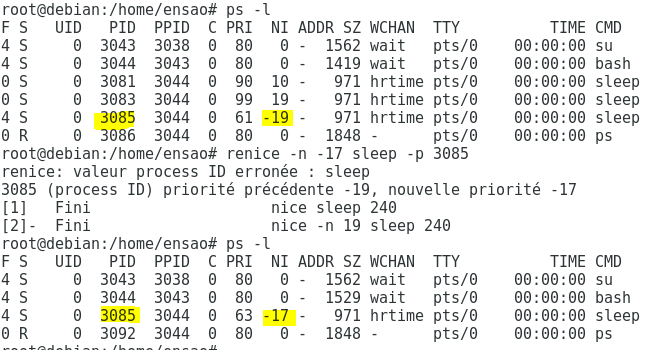 root@debian:/home/ensao# ps -l
F S   UID   PID  PPID  C PRI  NI ADDR SZ WCHAN  TTY          TIME CMD
4 S     0  3043  3038  0  80   0 -  1562 wait   pts/0    00:00:00 su
4 S     0  3044  3043  0  80   0 -  1419 wait   pts/0    00:00:00 bash
0 S     0  3081  3044  0  90  10 -   971 hrtime pts/0    00:00:00 sleep
0 S     0  3083  3044  0  99  19 -   971 hrtime pts/0    00:00:00 sleep
4 S     0  3085  3044  0  61 -19 -   971 hrtime pts/0    00:00:00 sleep
0 R     0  3086  3044  0  80   0 -  1848 -      pts/0    00:00:00 ps
root@debian:/home/ensao# renice -n -17 sleep -p 3085
renice: valeur process ID erronée : sleep
3085 (process ID) priorité précédente -19, nouvelle priorité -17
[1]   Fini                    nice sleep 240
[2]-  Fini                    nice -n 19 sleep 240
root@debian:/home/ensao# ps -l
F S   UID   PID  PPID  C PRI  NI ADDR SZ WCHAN  TTY          TIME CMD
4 S     0  3043  3038  0  80   0 -  1562 wait   pts/0    00:00:00 su
4 S     0  3044  3043  0  80   0 -  1529 wait   pts/0    00:00:00 bash
4 S     0  3085  3044  0  63 -17 -   971 hrtime pts/0    00:00:00 sleep
0 R     0  3092  3044  0  80   0 -  1848 -      pts/0    00:00:00 ps
root@debian:/home/ensao#